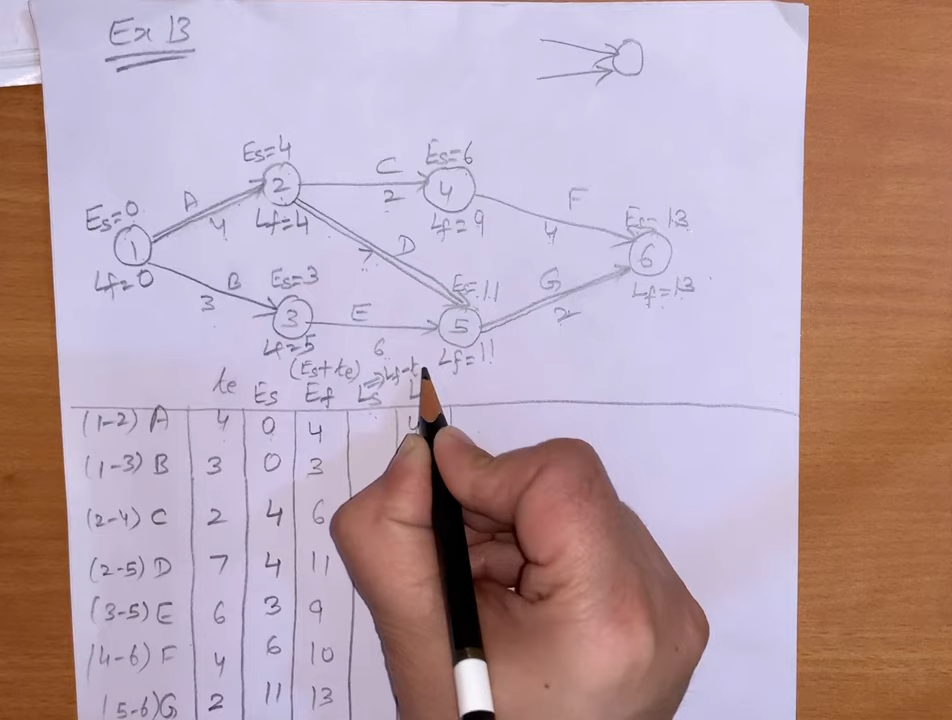 Ex 13
Es=4
C
Es=6
2
2
4
Es=0
A
4
Lf=4
Lf=9
F
4
Es=13
1
Lf=0
B
3
Es=3
D
7
6
Es=11
G
2
Lf=13
3
E
6
5
Lf=5
Lf=11
te Es (Es+te) Ef Ls ⇒ Lf-t
(1-2) A 4 0 4 4
(1-3) B 3 0 3
(2-4) C 2 4 6
(2-5) D 7 4 11
(3-5) E 6 3 9
(4-6) F 4 6 10
(5-6) G 2 11 13